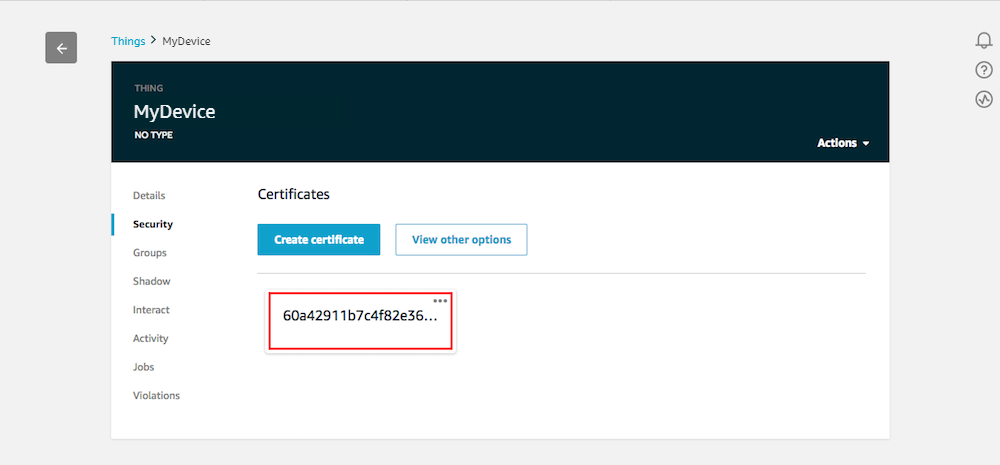 Things > MyDevice
THING
MyDevice
NO TYPE
Actions
Details
Security
Groups
Shadow
Interact
Activity
Jobs
Violations
Certificates
Create certificate
View other options
60a42911b7c4f82e36...